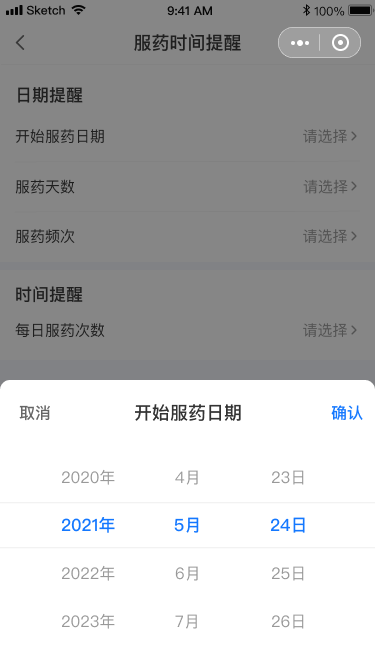 Sketch 9:41 AM 100%
服药时间提醒
日期提醒
开始服药日期 请选择
服药天数 请选择
服药频次 请选择
时间提醒
每日服药次数 请选择
取消 开始服药日期 确认
2020年 4月 23日
2021年 5月 24日
2022年 6月 25日
2023年 7月 26日